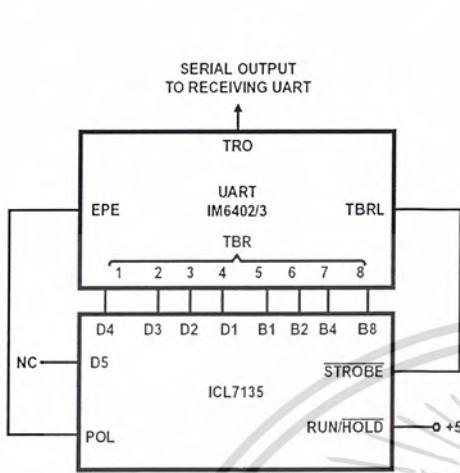 SERIAL OUTPUT
TO RECEIVING UART
TRO
UART
EPE IM6402/3 TBRL
TBR
1 2 3 4 5 6 7 8
D4 D3 D2 D1 B1 B2 B4 B8
NC D5
STROBE
ICL7135
RUN/HOLD +5
POL